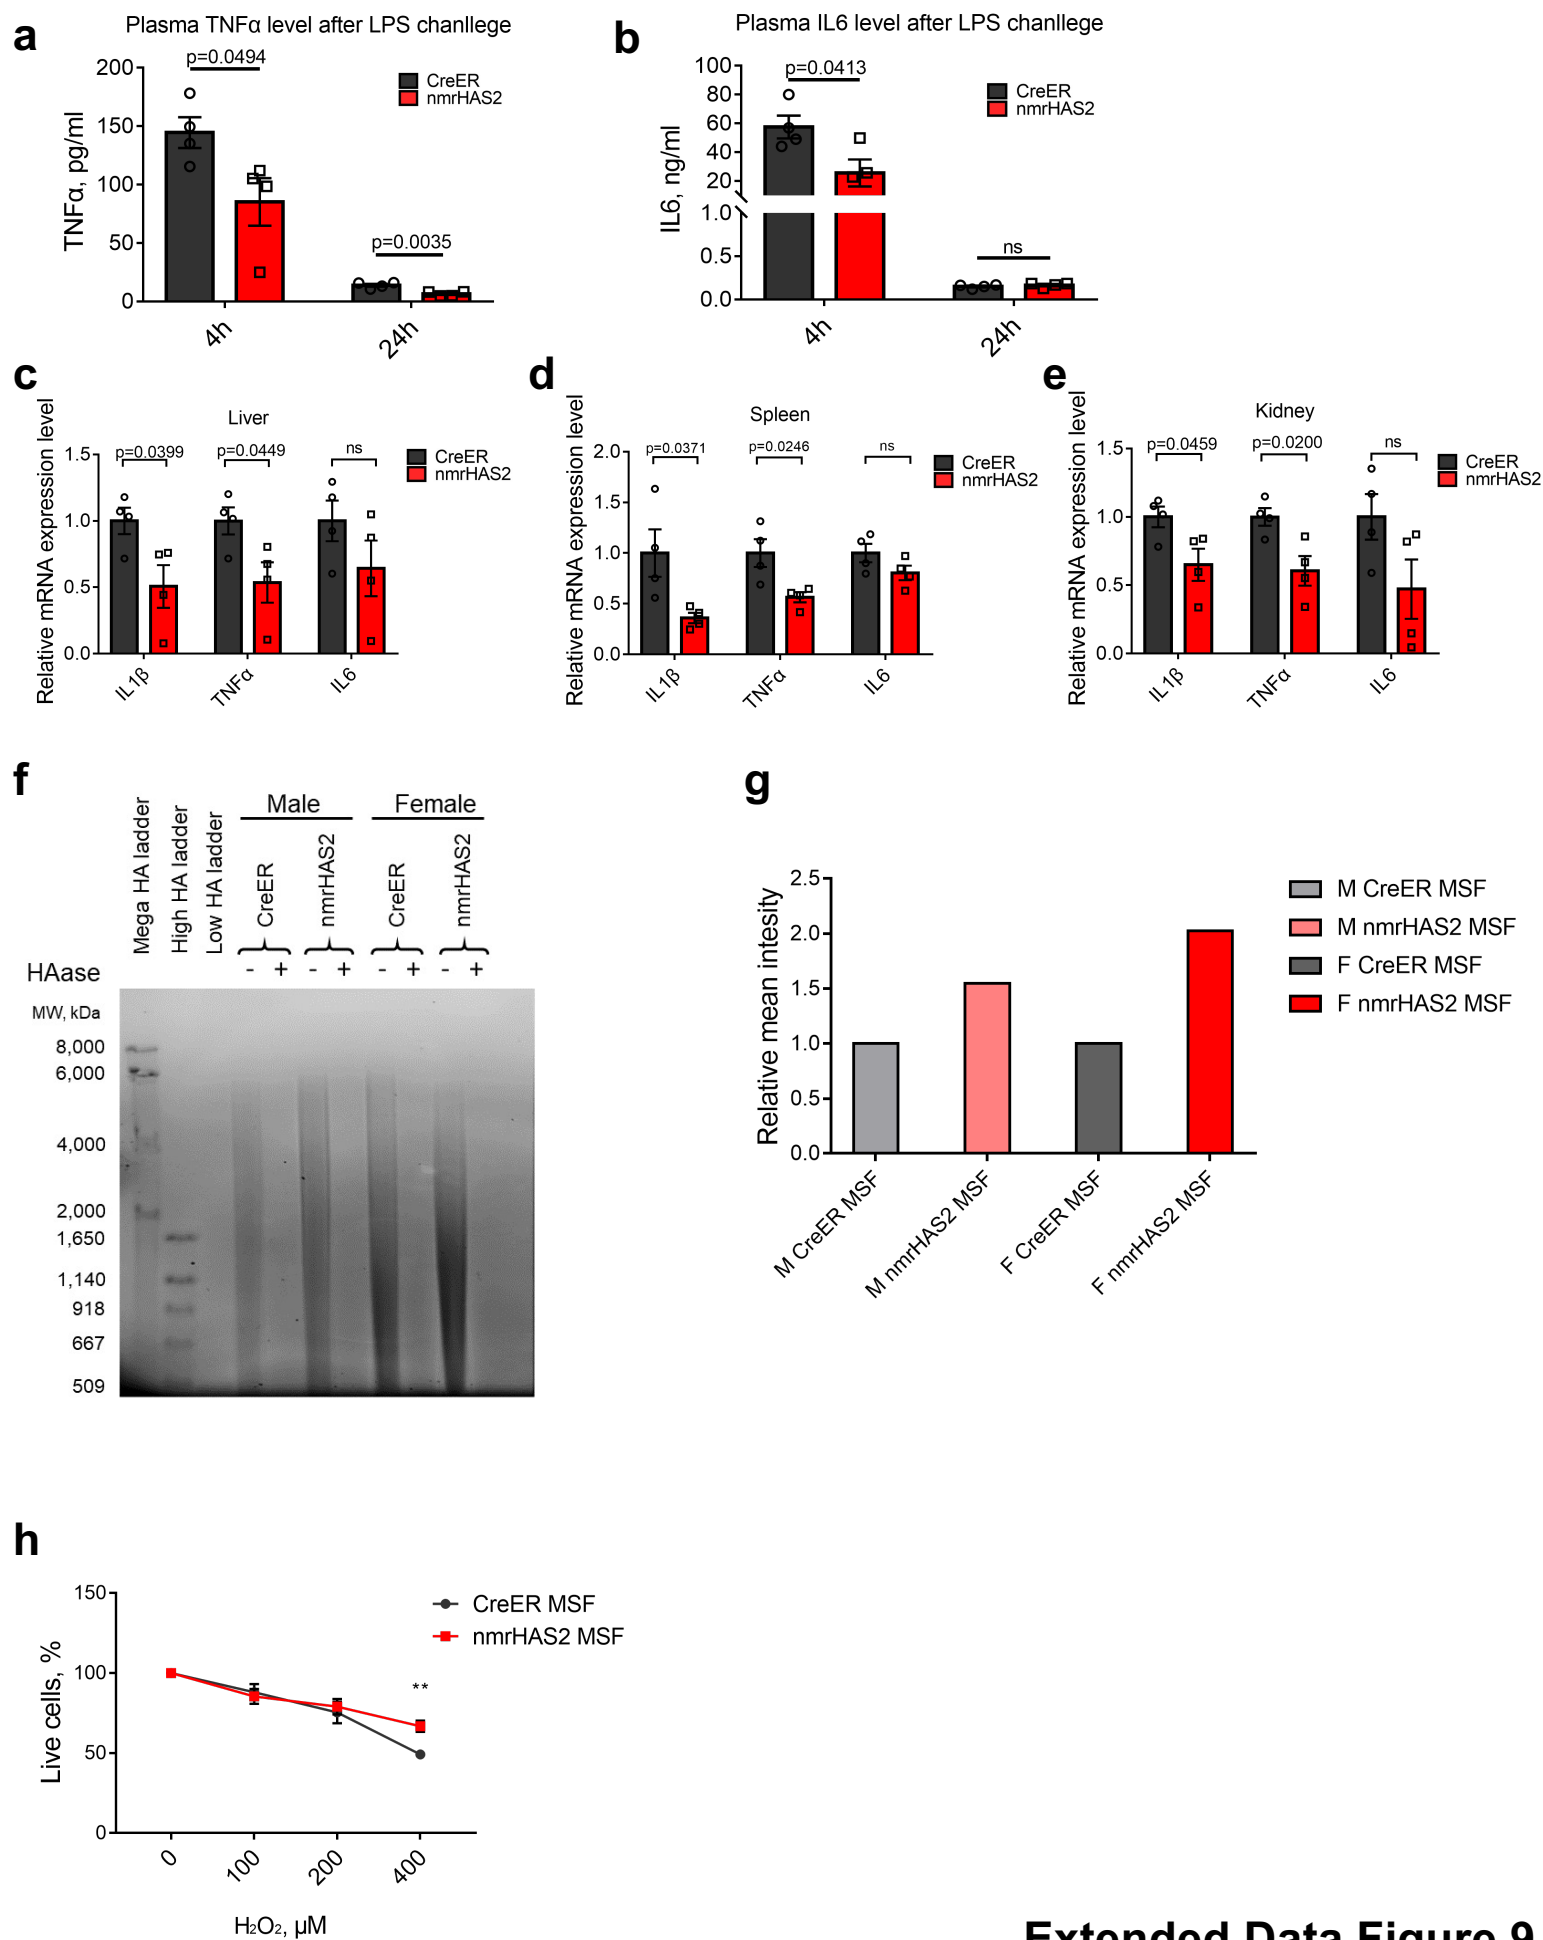 a
Plasma TNFα level after LPS chanllege
TNFα, pg/ml
200
150
100
50
0
p=0.0494
p=0.0035
4h
24h
CreER
nmrHAS2
b
Plasma IL6 level after LPS chanllege
IL6, ng/ml
100
80
60
40
20
1.0
0.5
0.0
p=0.0413
ns
4h
24h
CreER
nmrHAS2
c
Liver
Relative mRNA expression level
1.5
1.0
0.5
0.0
p=0.0399
p=0.0449
ns
IL1β
TNFα
IL6
CreER
nmrHAS2
d
Spleen
Relative mRNA expression level
2.0
1.5
1.0
0.5
0.0
p=0.0371
p=0.0246
ns
IL1β
TNFα
IL6
CreER
nmrHAS2
e
Kidney
Relative mRNA expression level
1.5
1.0
0.5
0.0
p=0.0459
p=0.0200
ns
IL1β
TNFα
IL6
CreER
nmrHAS2
f
Mega HA ladder
High HA ladder
Low HA ladder
Male
Female
CreER
nmrHAS2
CreER
nmrHAS2
HAase
- + - + - + - +
MW, kDa
8,000
6,000
4,000
2,000
1,650
1,140
918
667
509
g
Relative mean intesity
2.5
2.0
1.5
1.0
0.5
0.0
M CreER MSF
M nmrHAS2 MSF
F CreER MSF
F nmrHAS2 MSF
M CreER MSF
M nmrHAS2 MSF
F CreER MSF
F nmrHAS2 MSF
h
Live cells, %
150
100
50
0
**
0
100
200
400
H₂O₂, µM
CreER MSF
nmrHAS2 MSF
Extended Data Figure 9